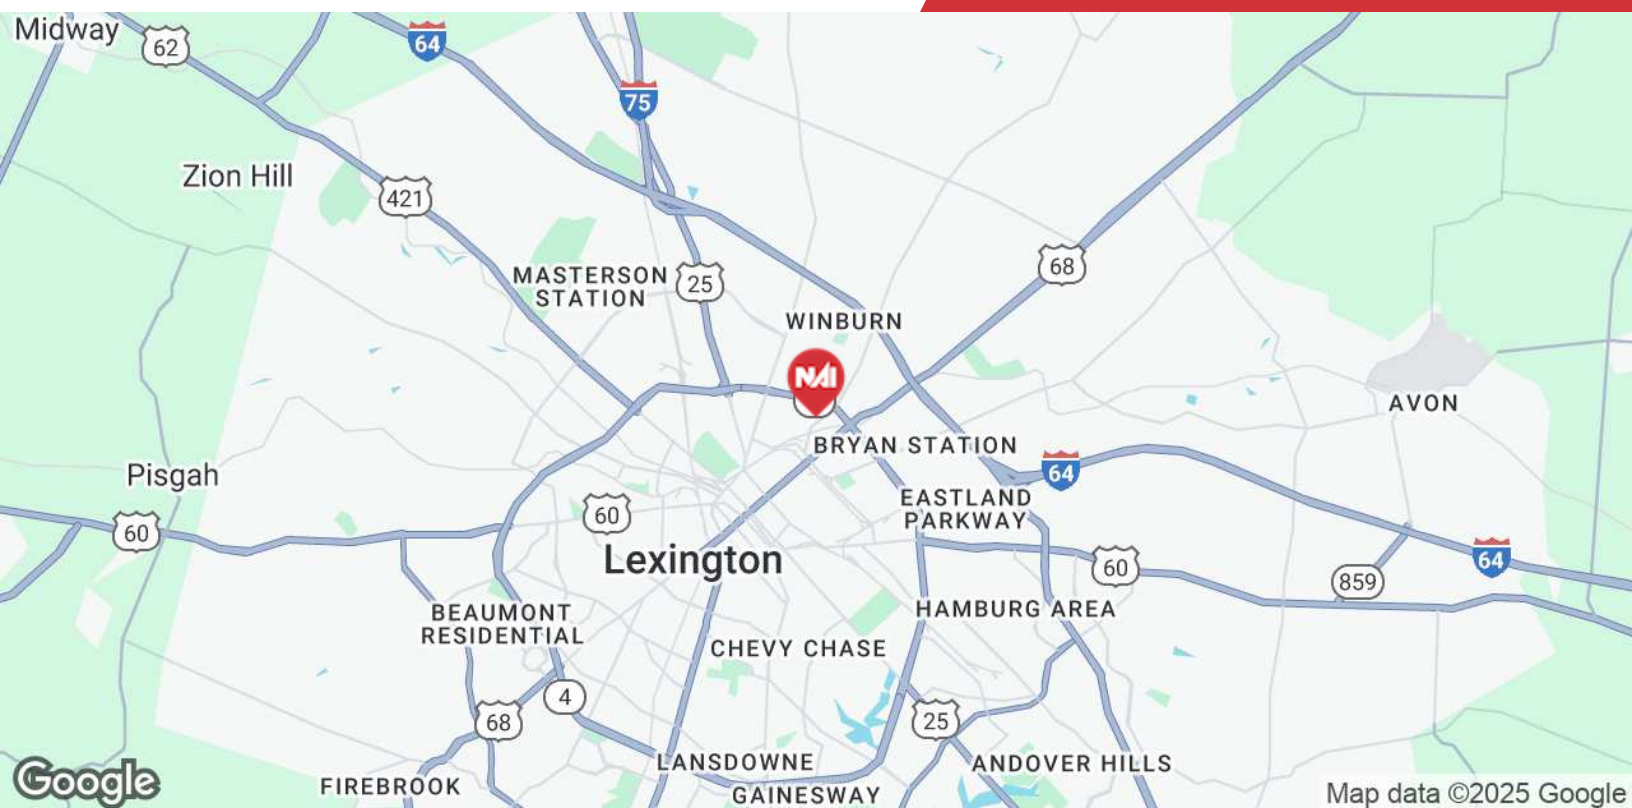 Midway
62
64
75
Zion Hill
421
MASTERSON
STATION
25
68
WINBURN
NAI
AVON
BRYAN STATION
Pisgah
64
EASTLAND
PARKWAY
60
60
Lexington
60
859
64
BEAUMONT
RESIDENTIAL
HAMBURG AREA
CHEVY CHASE
4
68
25
LANSDOWNE
ANDOVER HILLS
FIREBROOK
GAINESWAY
Google
Map data ©2025 Google